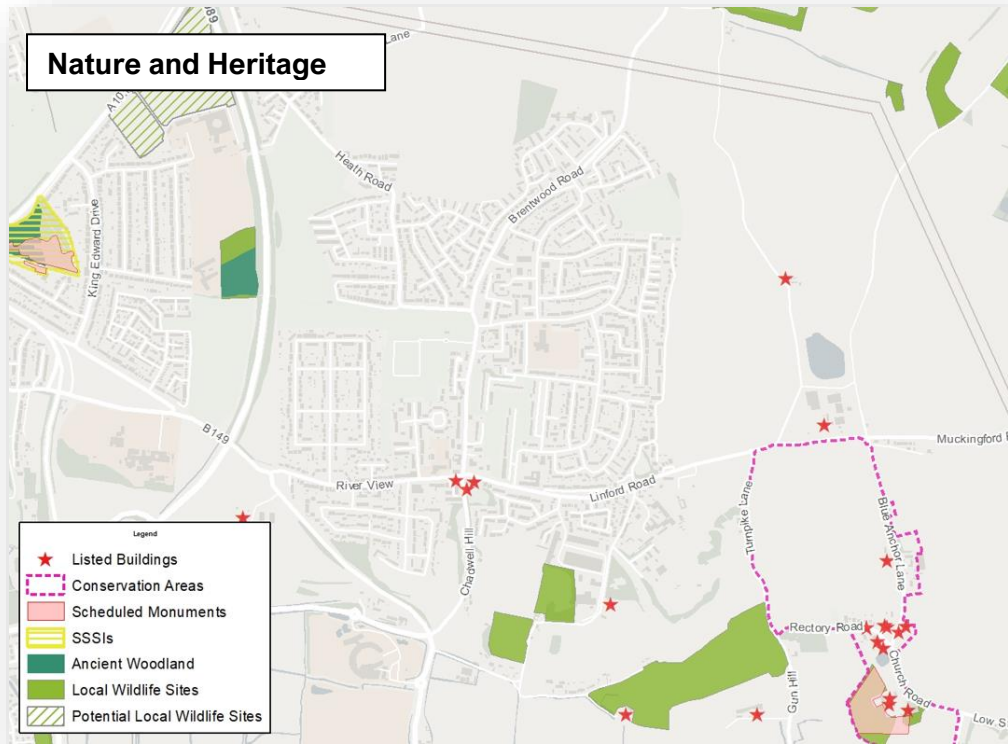 089
Nature and Heritage
Lane
A 10
Heath Road
Brentwood Road
King Edward Drive
B149
Muckingford
River View
Linford Road
Turnpike Lane
Blue Anchor Lane
Chadwell Hill
Rectory Road
Church Road
Gun Hill
Low S
Legend
Listed Buildings
Conservation Areas
Scheduled Monuments
SSSIs
Ancient Woodland
Local Wildlife Sites
Potential Local Wildlife Sites